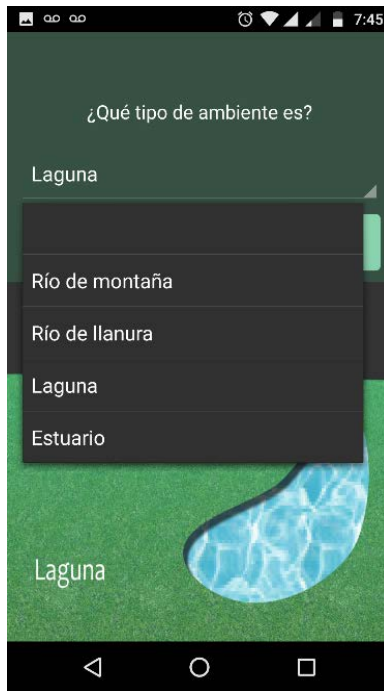 7:45
¿Qué tipo de ambiente es?
Laguna
Río de montaña
Río de llanura
Laguna
Estuario
Laguna